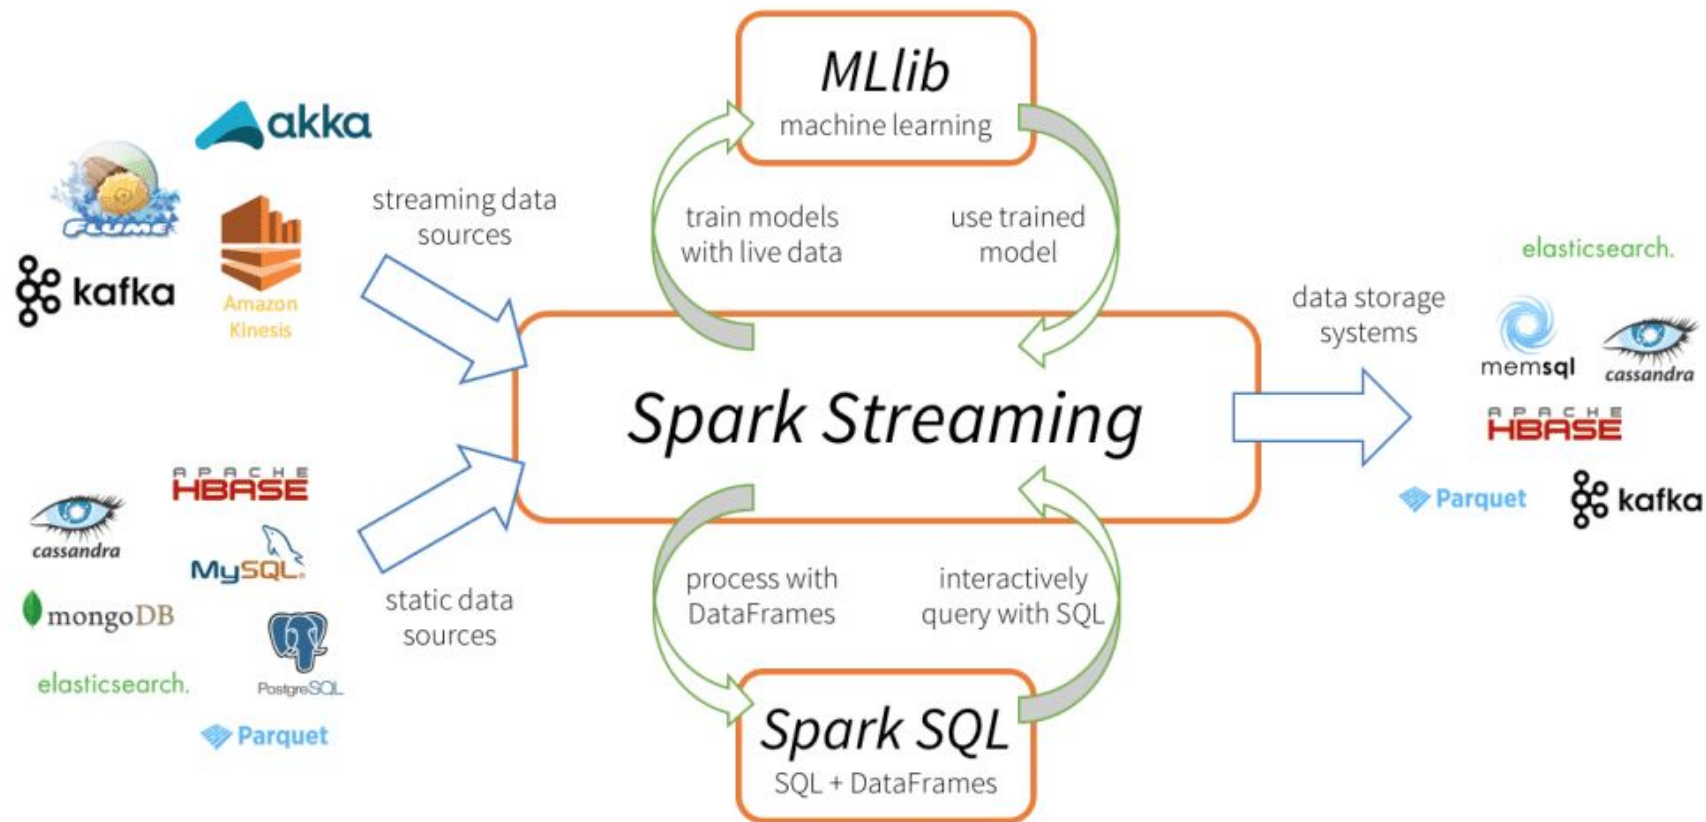 MLlib
machine learning
akka
FLUME
kafka
Amazon
Kinesis
streaming data
sources
train models
with live data
use trained
model
Spark Streaming
data storage
systems
elasticsearch.
memsql
cassandra
APACHE
HBASE
Parquet
kafka
APACHE
HBASE
cassandra
MySQL®
mongoDB
PostgreSQL
elasticsearch.
Parquet
static data
sources
process with
DataFrames
interactively
query with SQL
Spark SQL
SQL + DataFrames